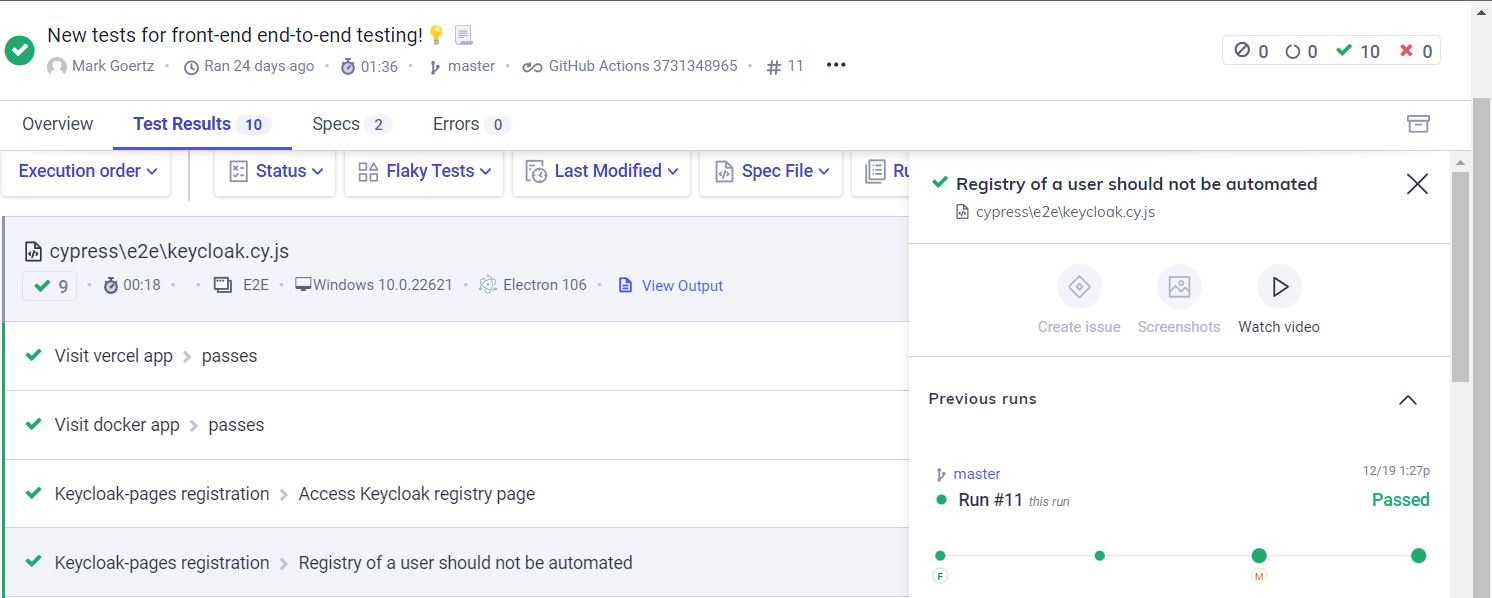 New tests for front-end end-to-end testing! 💡 📃
Mark Goertz • Ran 24 days ago • 01:36 • master • GitHub Actions 3731348965 • # 11 •••
0 0 10 0
Overview Test Results 10 Specs 2 Errors 0
Execution order Status Flaky Tests Last Modified Spec File Ru
cypress\e2e\keycloak.cy.js
9 • 00:18 • • E2E • Windows 10.0.22621 • Electron 106 • View Output
Visit vercel app > passes
Visit docker app > passes
Keycloak-pages registration > Access Keycloak registry page
Keycloak-pages registration > Registry of a user should not be automated
Registry of a user should not be automated
cypress\e2e\keycloak.cy.js
Create issue Screenshots Watch video
Previous runs
master 12/19 1:27p
Run #11 this run Passed
F M